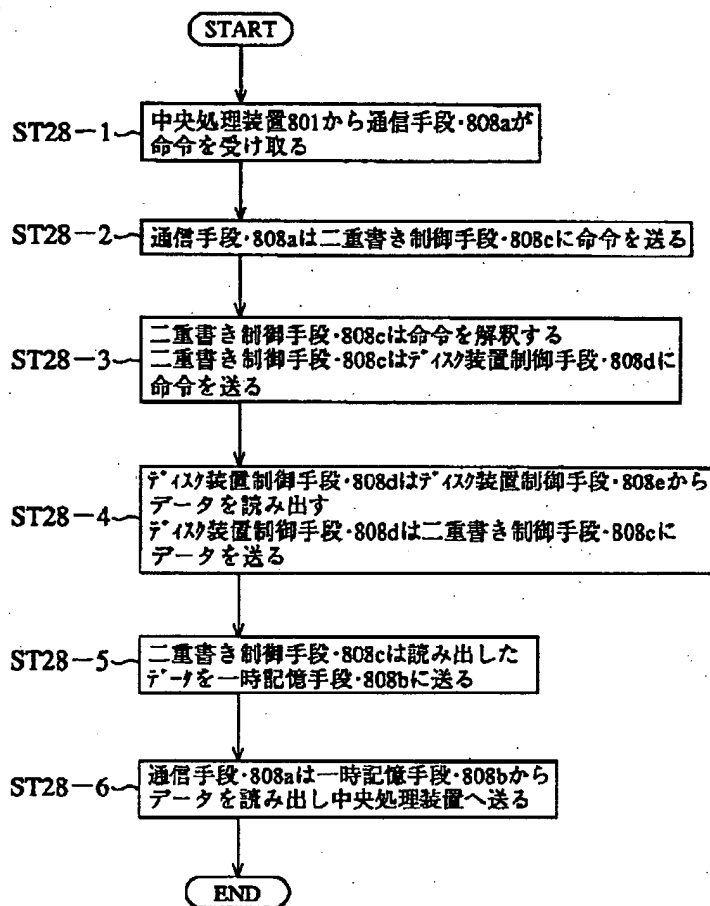 START
ST28-1
中央処理装置801から通信手段・808aが
命令を受け取る
ST28-2
通信手段・808aは二重書き制御手段・808cに命令を送る
ST28-3
二重書き制御手段・808cは命令を解釈する
二重書き制御手段・808cはディスク装置制御手段・808dに
命令を送る
ST28-4
ディスク装置制御手段・808dはディスク装置制御手段・808eから
データを読み出す
ディスク装置制御手段・808dは二重書き制御手段・808cに
データを送る
ST28-5
二重書き制御手段・808cは読み出した
データを一時記憶手段・808bに送る
ST28-6
通信手段・808aは一時記憶手段・808bから
データを読み出し中央処理装置へ送る
END